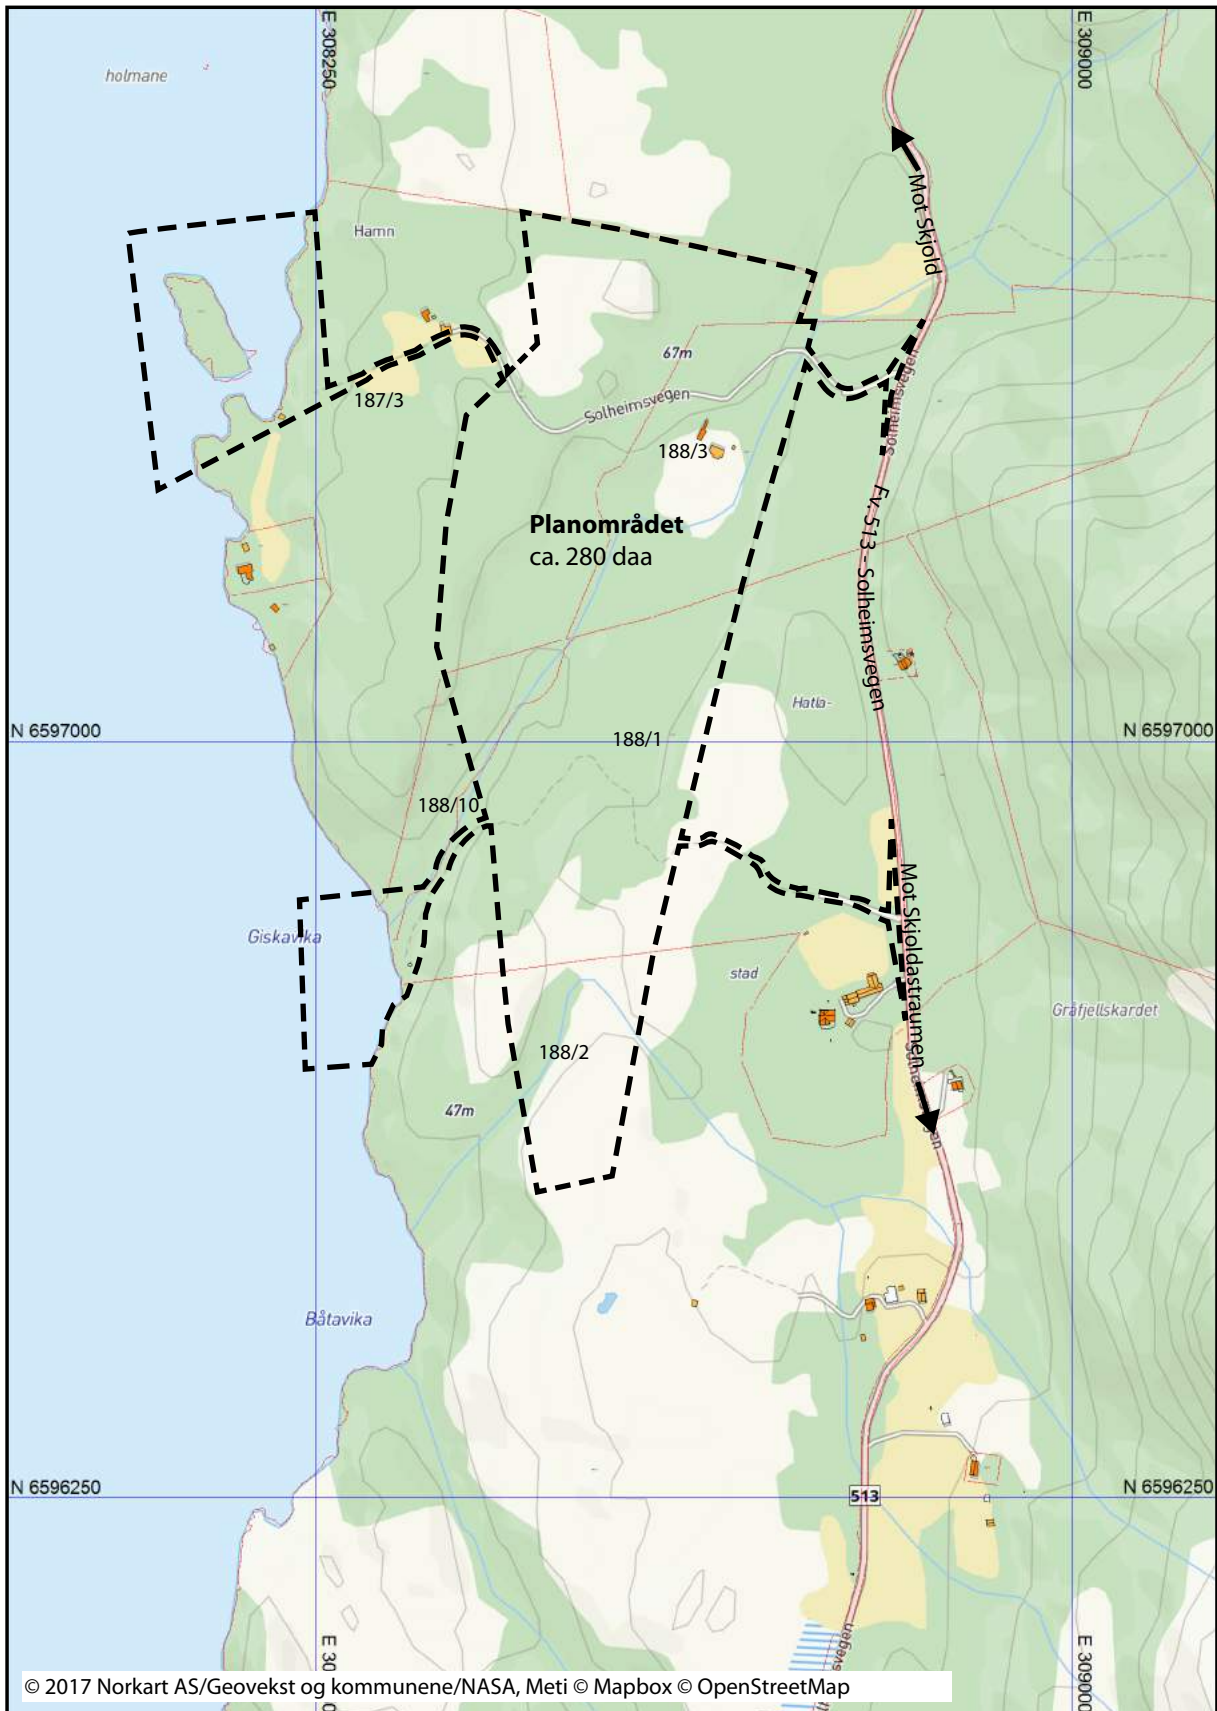 E 308250
E 309000
holmane
Mot Skjold
Hamn
67m
187/3
Solheimsvegen
Solheimsvegen
188/3
Planområdet
ca. 280 daa
Fv. 513 - Solheimsvegen
Hatla-
N 6597000
188/1
N 6597000
188/10
Mot Skjoldastraumen
Giskavika
stad
Gråfjellskardet
188/2
47m
Båtavika
N 6596250
513
N 6596250
E 309000
© 2017 Norkart AS/Geovekst og kommunene/NASA, Meti © Mapbox © OpenStreetMap